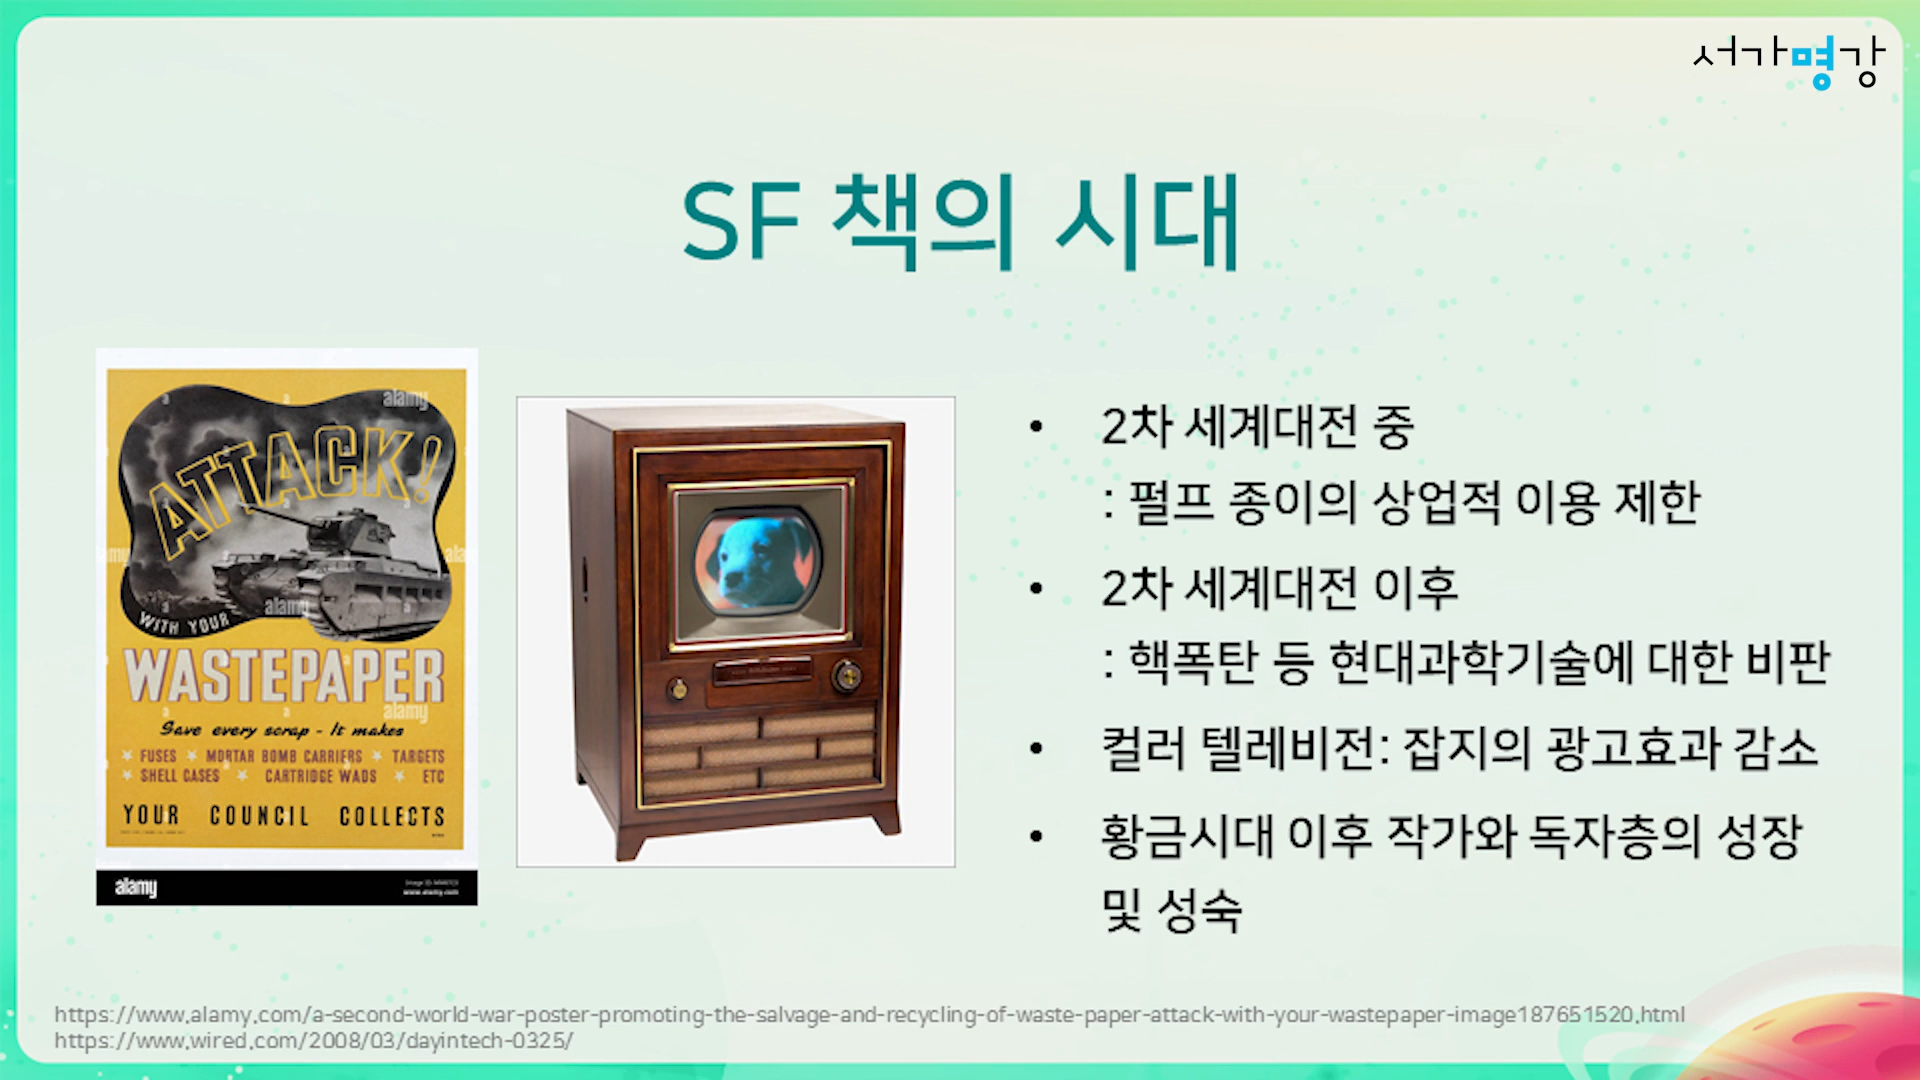 서가명강
SF 책의 시대
ATTACK!
WITH YOUR
WASTEPAPER
Save every scrap - It makes
FUSES MORTAR BOMB CARRIERS TARGETS
SHELL CASES CARTRIDGE WADS ETC
YOUR COUNCIL COLLECTS
alamy
www.alamy.com
• 2차 세계대전 중
: 펄프 종이의 상업적 이용 제한
• 2차 세계대전 이후
: 핵폭탄 등 현대과학기술에 대한 비판
• 컬러 텔레비전: 잡지의 광고효과 감소
• 황금시대 이후 작가와 독자층의 성장
및 성숙
https://www.alamy.com/a-second-world-war-poster-promoting-the-salvage-and-recycling-of-waste-paper-attack-with-your-wastepaper-image187651520.html
https://www.wired.com/2008/03/dayintech-0325/